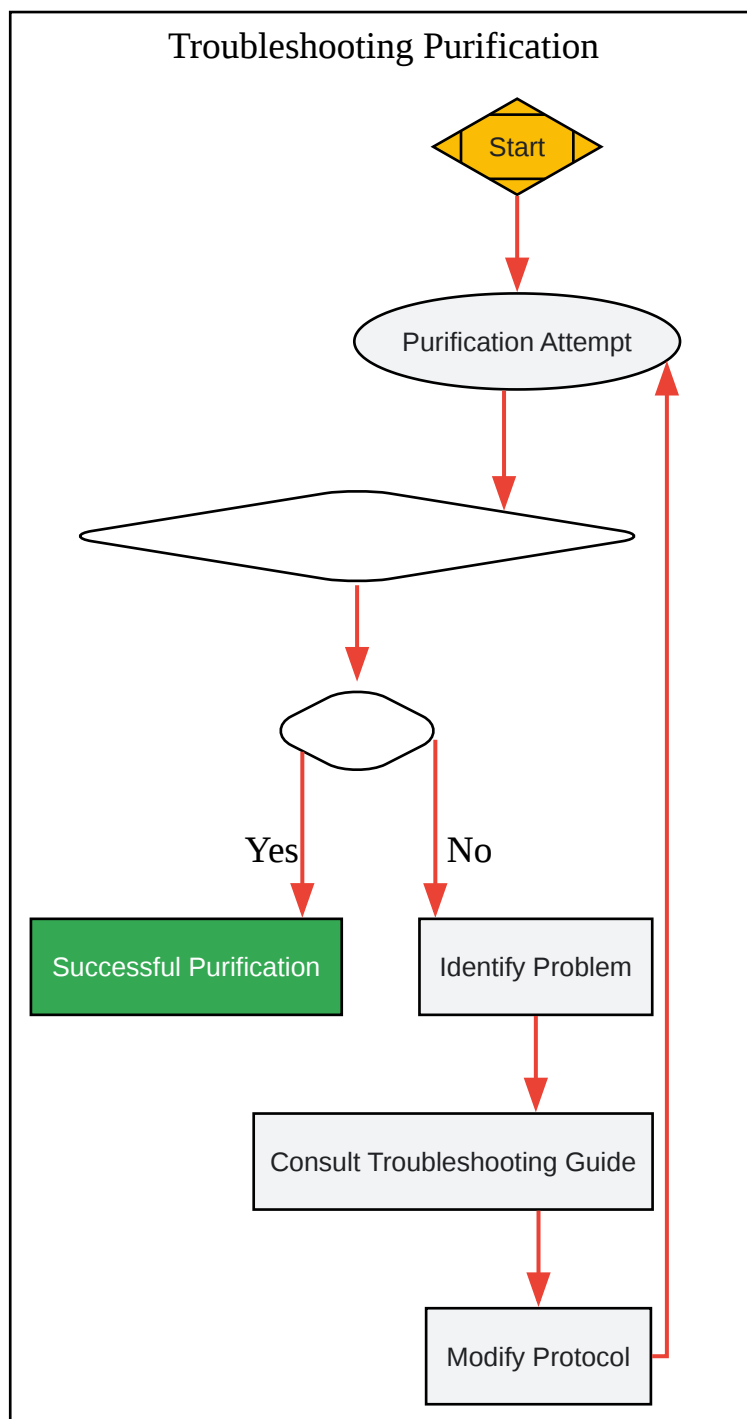 Troubleshooting Purification
Start
Purification Attempt
Yes
No
Successful Purification
Identify Problem
Consult Troubleshooting Guide
Modify Protocol